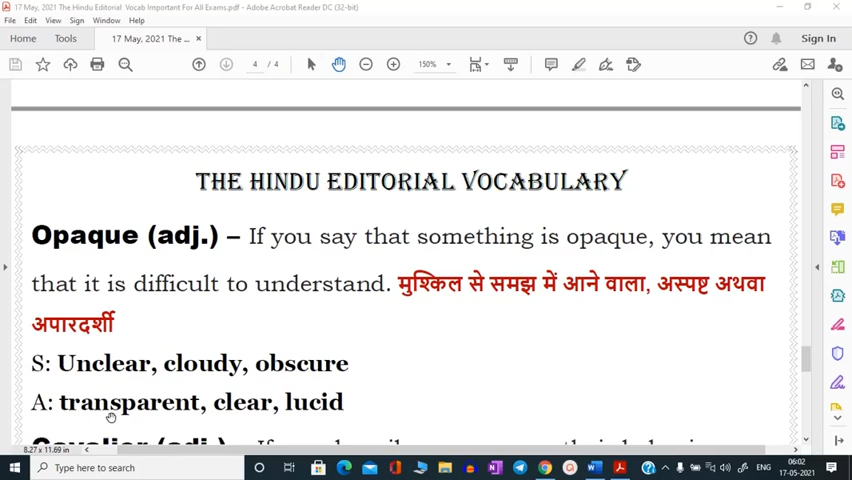 17 May, 2021 The Hindu Editorial Vocab Important For All Exams.pdf - Adobe Acrobat Reader DC (32-bit)
File Edit View Sign Window Help
Home Tools 17 May, 2021 The ... × Sign In
4 / 4 150%
THE HINDU EDITORIAL VOCABULARY
Opaque (adj.) – If you say that something is opaque, you mean
that it is difficult to understand. मुश्किल से समझ में आने वाला, अस्पष्ट अथवा
अपारदर्शी
S: Unclear, cloudy, obscure
A: transparent, clear, lucid
Cavalier (adj.) –
8.27 x 11.69 in
Type here to search ENG 06:02
17-05-2021